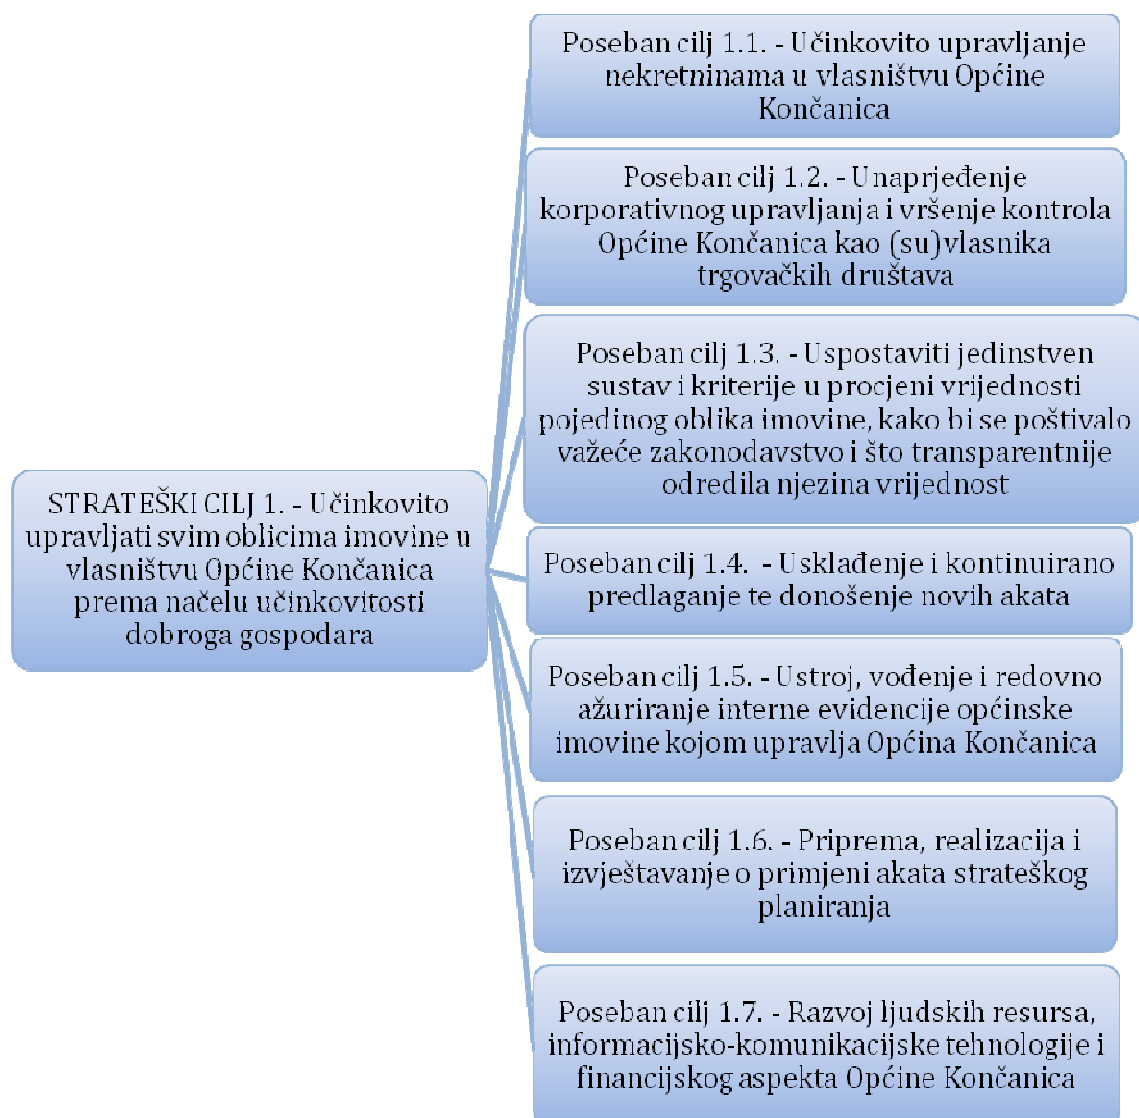 Poseban cilj 1.1. - Učinkovito upravljanje
nekretninama u vlasništvu Općine
Končanica
Poseban cilj 1.2. - Unaprjeđenje
korporativnog upravljanja i vršenje kontrola
Općine Končanica kao (su)vlasnika
trgovačkih društava
Poseban cilj 1.3. - Uspostaviti jedinstven
sustav i kriterije u procjeni vrijednosti
pojedinog oblika imovine, kako bi se poštivalo
važeće zakonodavstvo i što transparentnije
odredila njezina vrijednost
STRATEŠKI CILJ 1. - Učinkovito
upravljati svim oblicima imovine u
vlasništvu Općine Končanica
prema načelu učinkovitosti
dobroga gospodara
Poseban cilj 1.4. - Usklađenje i kontinuirano
predlaganje te donošenje novih akata
Poseban cilj 1.5. - Ustroj, vođenje i redovno
ažuriranje interne evidencije općinske
imovine kojom upravlja Općina Končanica
Poseban cilj 1.6. - Priprema, realizacija i
izvještavanje o primjeni akata strateškog
planiranja
Poseban cilj 1.7. - Razvoj ljudskih resursa,
informacijsko-komunikacijske tehnologije i
financijskog aspekta Općine Končanica